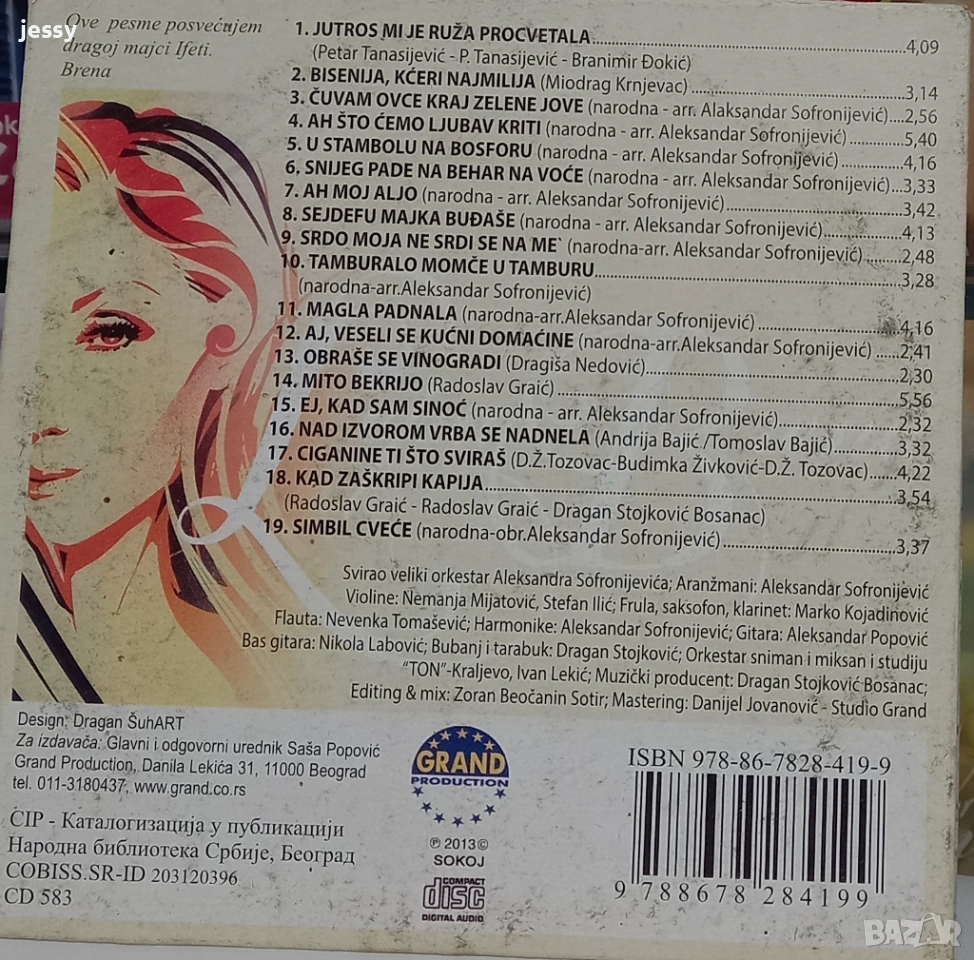 jessy
Ove pesme posvećujem
dragoj majci Ifeti.
Brena
1. JUTROS MI JE RUŽA PROCVETALA........4,09
(Petar Tanasijević - P. Tanasijević - Branimir Đokić)
2. BISENIJA, KĆERI NAJMILIJA (Miodrag Krnjevac)........3,14
3. ČUVAM OVCE KRAJ ZELENE JOVE (narodna - arr. Alaksandar Sofronijević)....2,56
4. AH ŠTO ĆEMO LJUBAV KRITI (narodna - arr. Aleksandar Sofronijević)........5,40
5. U STAMBOLU NA BOSFORU (narodna - arr. Aleksandar Sofronijević)........4,16
6. SNIJEG PADE NA BEHAR NA VOĆE (narodna - arr. Aleksandar Sofronijević)...3,33
7. AH MOJ ALJO (narodna - arr. Aleksandar Sofronijević)........3,42
8. SEJDEFU MAJKA BUĐAŠE (narodna - arr. Aleksandar Sofronijević)........4,13
9. SRDO MOJA NE SRDI SE NA ME` (narodna-arr. Aleksandar Sofronijević)........2,48
10. TAMBURALO MOMČE U TAMBURU........3,28
(narodna-arr.Aleksandar Sofronijević)
11. MAGLA PADNALA (narodna-arr.Aleksandar Sofronijević)........4,16
12. AJ, VESELI SE KUĆNI DOMAĆINE (narodna-arr.Aleksandar Sofronijević) ......2,41
13. OBRAŠE SE VINOGRADI (Dragiša Nedović)........2,30
14. MITO BEKRIJO (Radoslav Graić)........5,56
15. EJ, KAD SAM SINOĆ (narodna - arr. Aleksandar Sofronijević)........2,32
16. NAD IZVOROM VRBA SE NADNELA (Andrija Bajić /Tomoslav Bajić)........3,32
17. CIGANINE TI ŠTO SVIRAŠ (D.Ž.Tozovac-Budimka Živković-D.Ž. Tozovac)......4,22
18. KAD ZAŠKRIPI KAPIJA........3,54
(Radoslav Graić - Radoslav Graić - Dragan Stojković Bosanac)
19. SIMBIL CVEĆE (narodna-obr.Aleksandar Sofronijević)........3,37
Svirao veliki orkestar Aleksandra Sofronijevića; Aranžmani: Aleksandar Sofronijević
Violine: Nemanja Mijatović, Stefan Ilić; Frula, saksofon, klarinet: Marko Kojadinović
Flauta: Nevenka Tomašević; Harmonike: Aleksandar Sofronijević; Gitara: Aleksandar Popović
Bas gitara: Nikola Labović; Bubanj i tarabuk: Dragan Stojković; Orkestar sniman i miksan i studiju
"TON"-Kraljevo, Ivan Lekić; Muzički producent: Dragan Stojković Bosanac;
Editing & mix: Zoran Beočanin Sotir; Mastering: Danijel Jovanović - Studio Grand
Design: Dragan ŠuhART
Za izdavača: Glavni i odgovorni urednik Saša Popović
Grand Production, Danila Lekića 31, 11000 Beograd
tel. 011-3180437, www.grand.co.rs
CIP - Каталогизација у публикацији
Народна библиотека Србије, Београд
COBISS.SR-ID 203120396
CD 583
GRAND
PRODUCTION
℗ 2013 ©
SOKOJ
COMPACT
disc
DIGITAL AUDIO
ISBN 978-86-7828-419-9
9 788678 284199
BAZAR